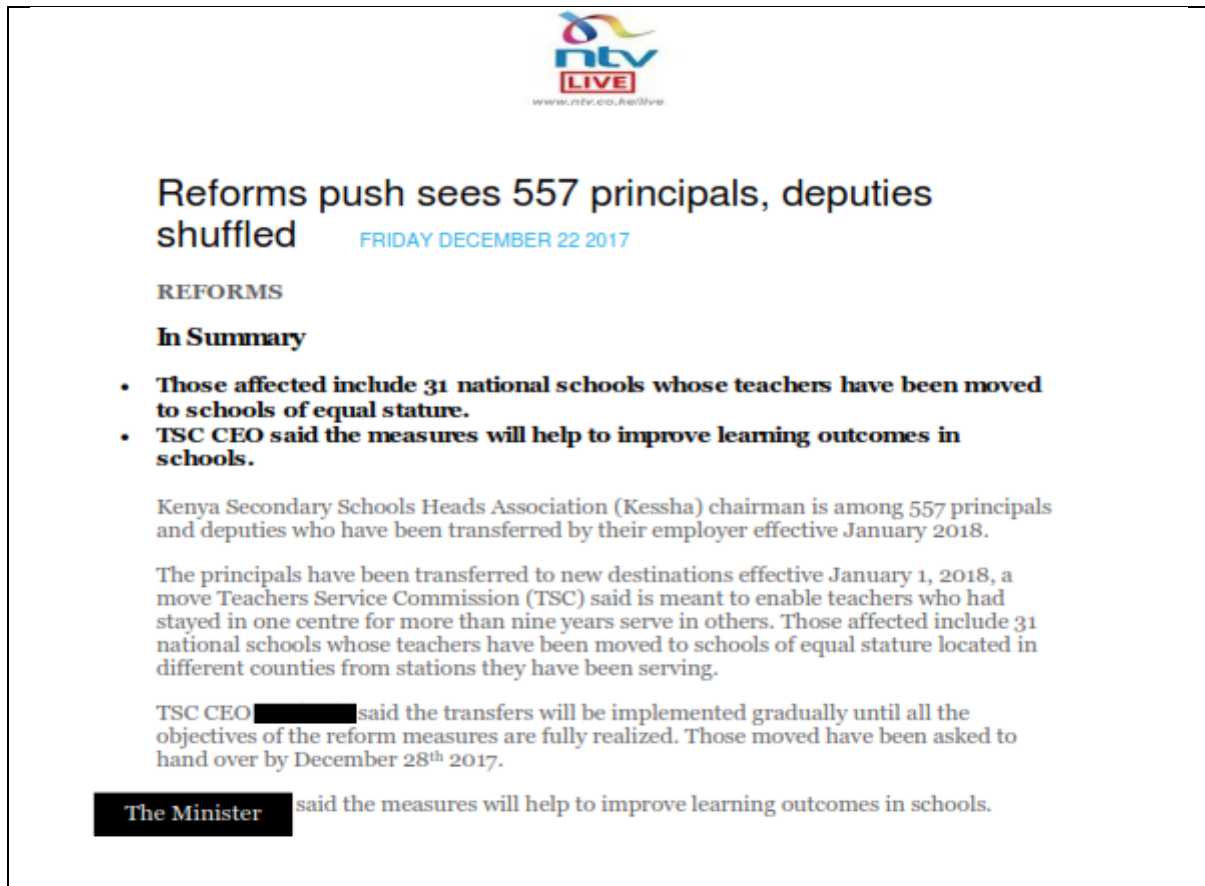 ntv
LIVE
www.ntv.co.ke/live
Reforms push sees 557 principals, deputies
shuffled FRIDAY DECEMBER 22 2017
REFORMS
In Summary
• Those affected include 31 national schools whose teachers have been moved
to schools of equal stature.
• TSC CEO said the measures will help to improve learning outcomes in
schools.
Kenya Secondary Schools Heads Association (Kessha) chairman is among 557 principals
and deputies who have been transferred by their employer effective January 2018.
The principals have been transferred to new destinations effective January 1, 2018, a
move Teachers Service Commission (TSC) said is meant to enable teachers who had
stayed in one centre for more than nine years serve in others. Those affected include 31
national schools whose teachers have been moved to schools of equal stature located in
different counties from stations they have been serving.
TSC CEO said the transfers will be implemented gradually until all the
objectives of the reform measures are fully realized. Those moved have been asked to
hand over by December 28th 2017.
The Minister said the measures will help to improve learning outcomes in schools.